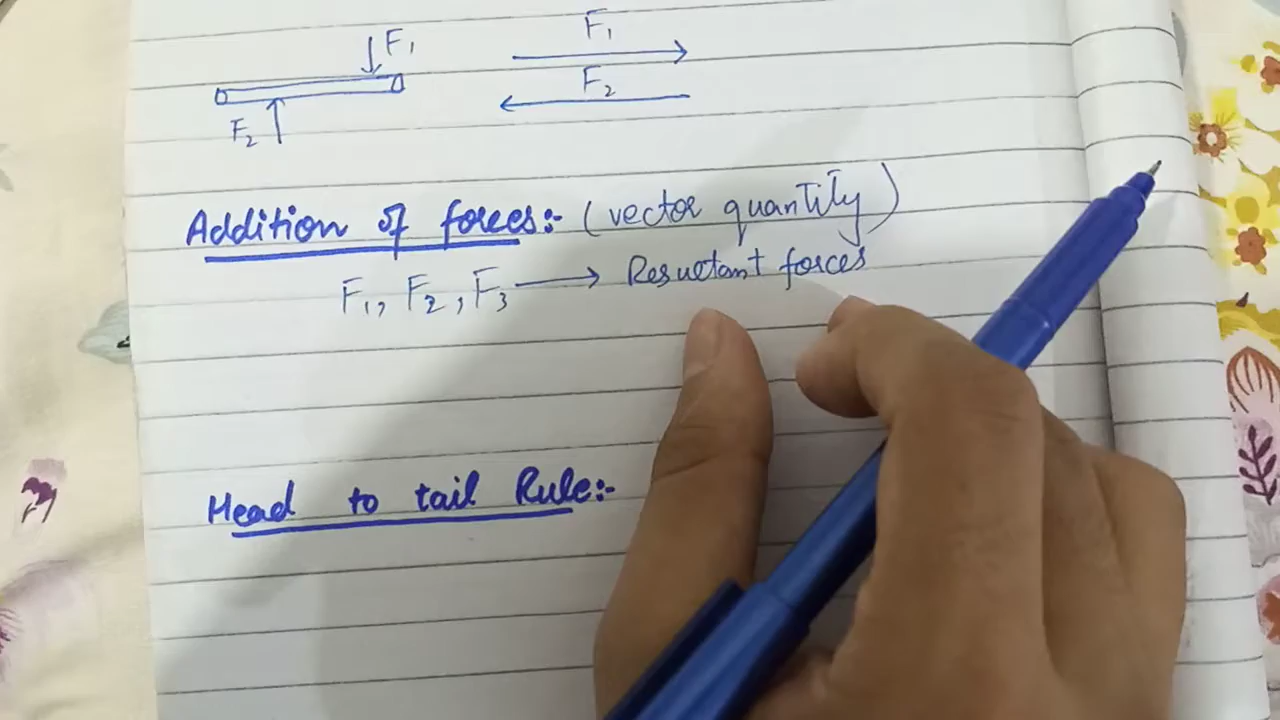 F₁ F₁
F₂
F₂
Addition of forces:- (vector quantity)
F₁, F₂, F₃ → Resultant forces
Head to tail Rule:-